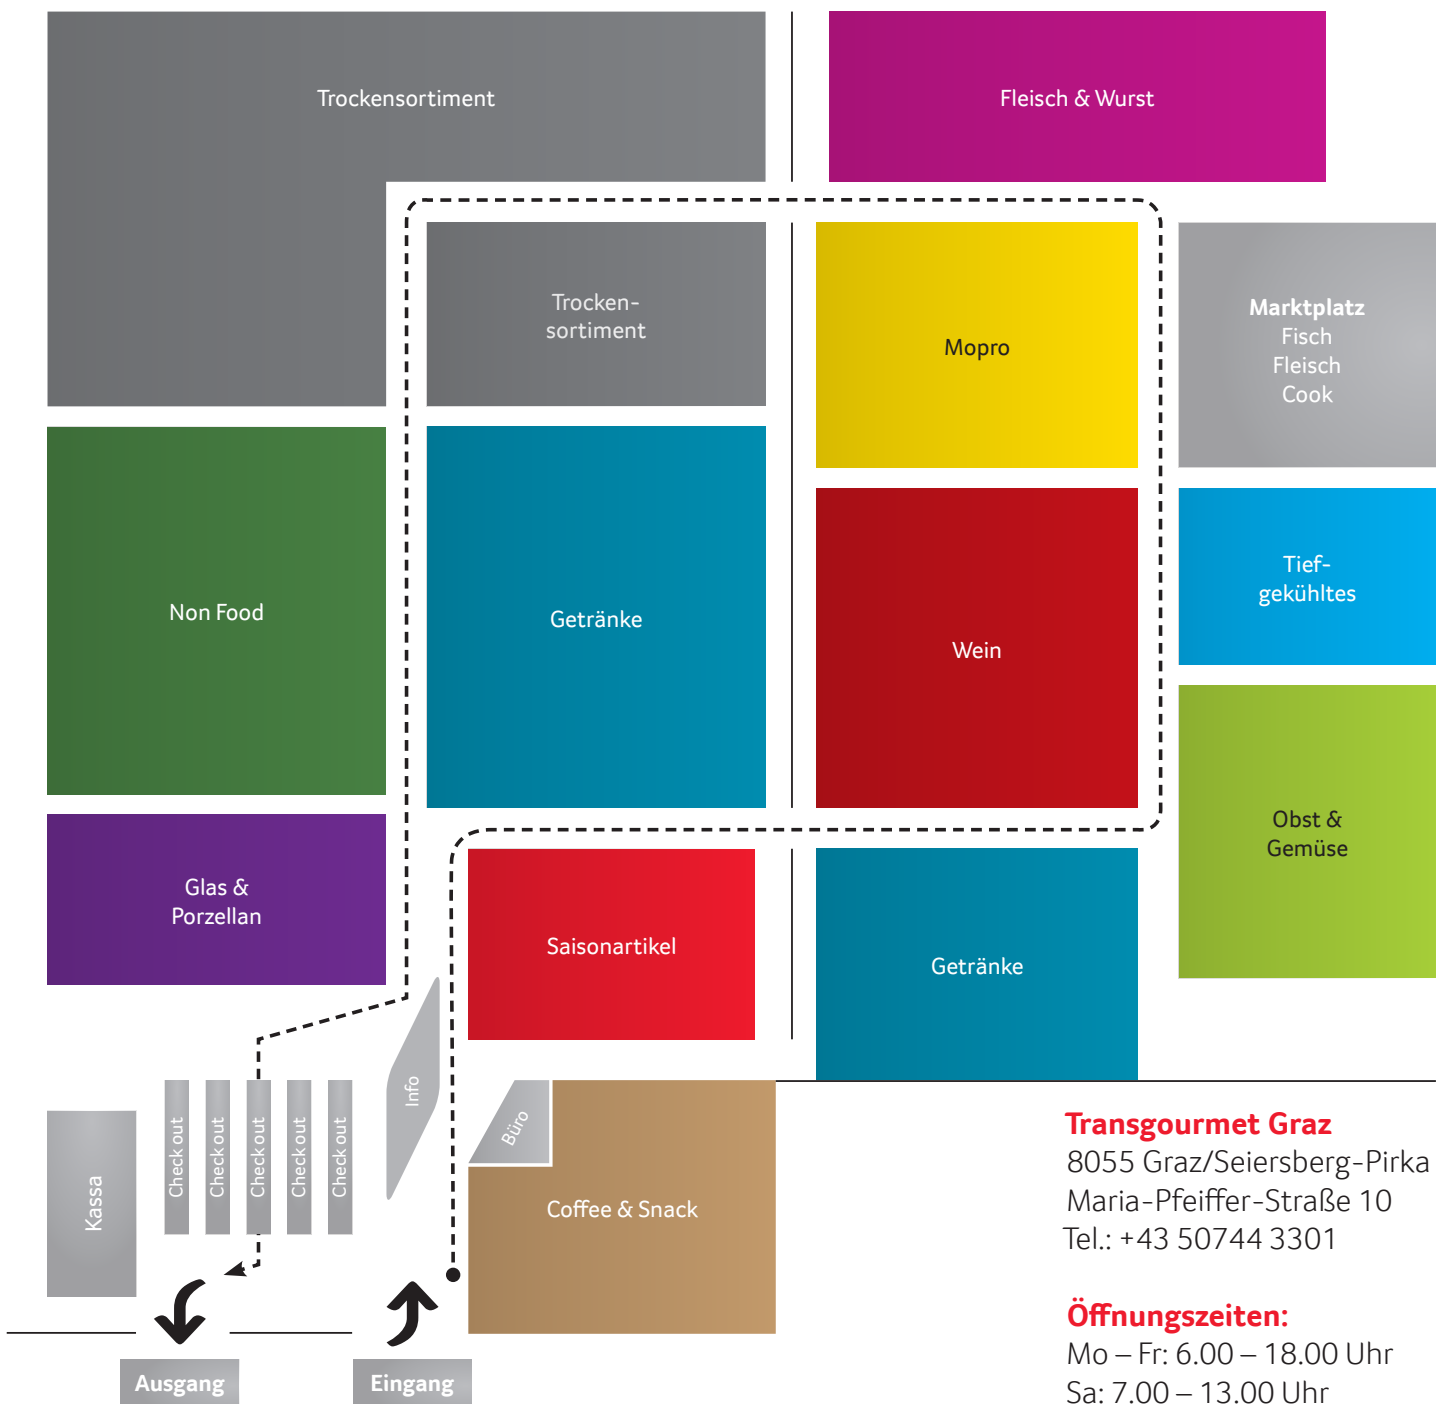 Trockensortiment
Fleisch & Wurst
Trocken-
sortiment
Mopro
Marktplatz
Fisch
Fleisch
Cook
Non Food
Getränke
Wein
Tief-
gekühltes
Obst &
Gemüse
Glas &
Porzellan
Saisonartikel
Getränke
Info
Büro
Kassa
Check out
Check out
Check out
Check out
Check out
Coffee & Snack
Ausgang
Eingang
Transgourmet Graz
8055 Graz/Seiersberg-Pirka
Maria-Pfeiffer-Straße 10
Tel.: +43 50744 3301
Öffnungszeiten:
Mo – Fr: 6.00 – 18.00 Uhr
Sa: 7.00 – 13.00 Uhr